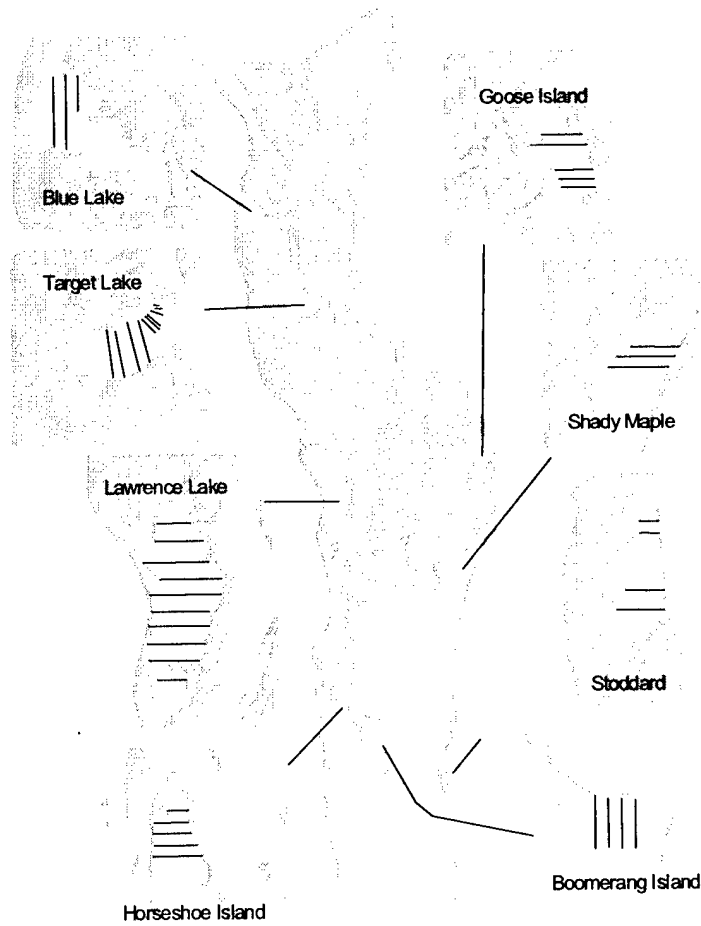 Goose Island
Blue Lake
Target Lake
Shady Maple
Lawrence Lake
Stoddard
Boomerang Island
Horseshoe Island